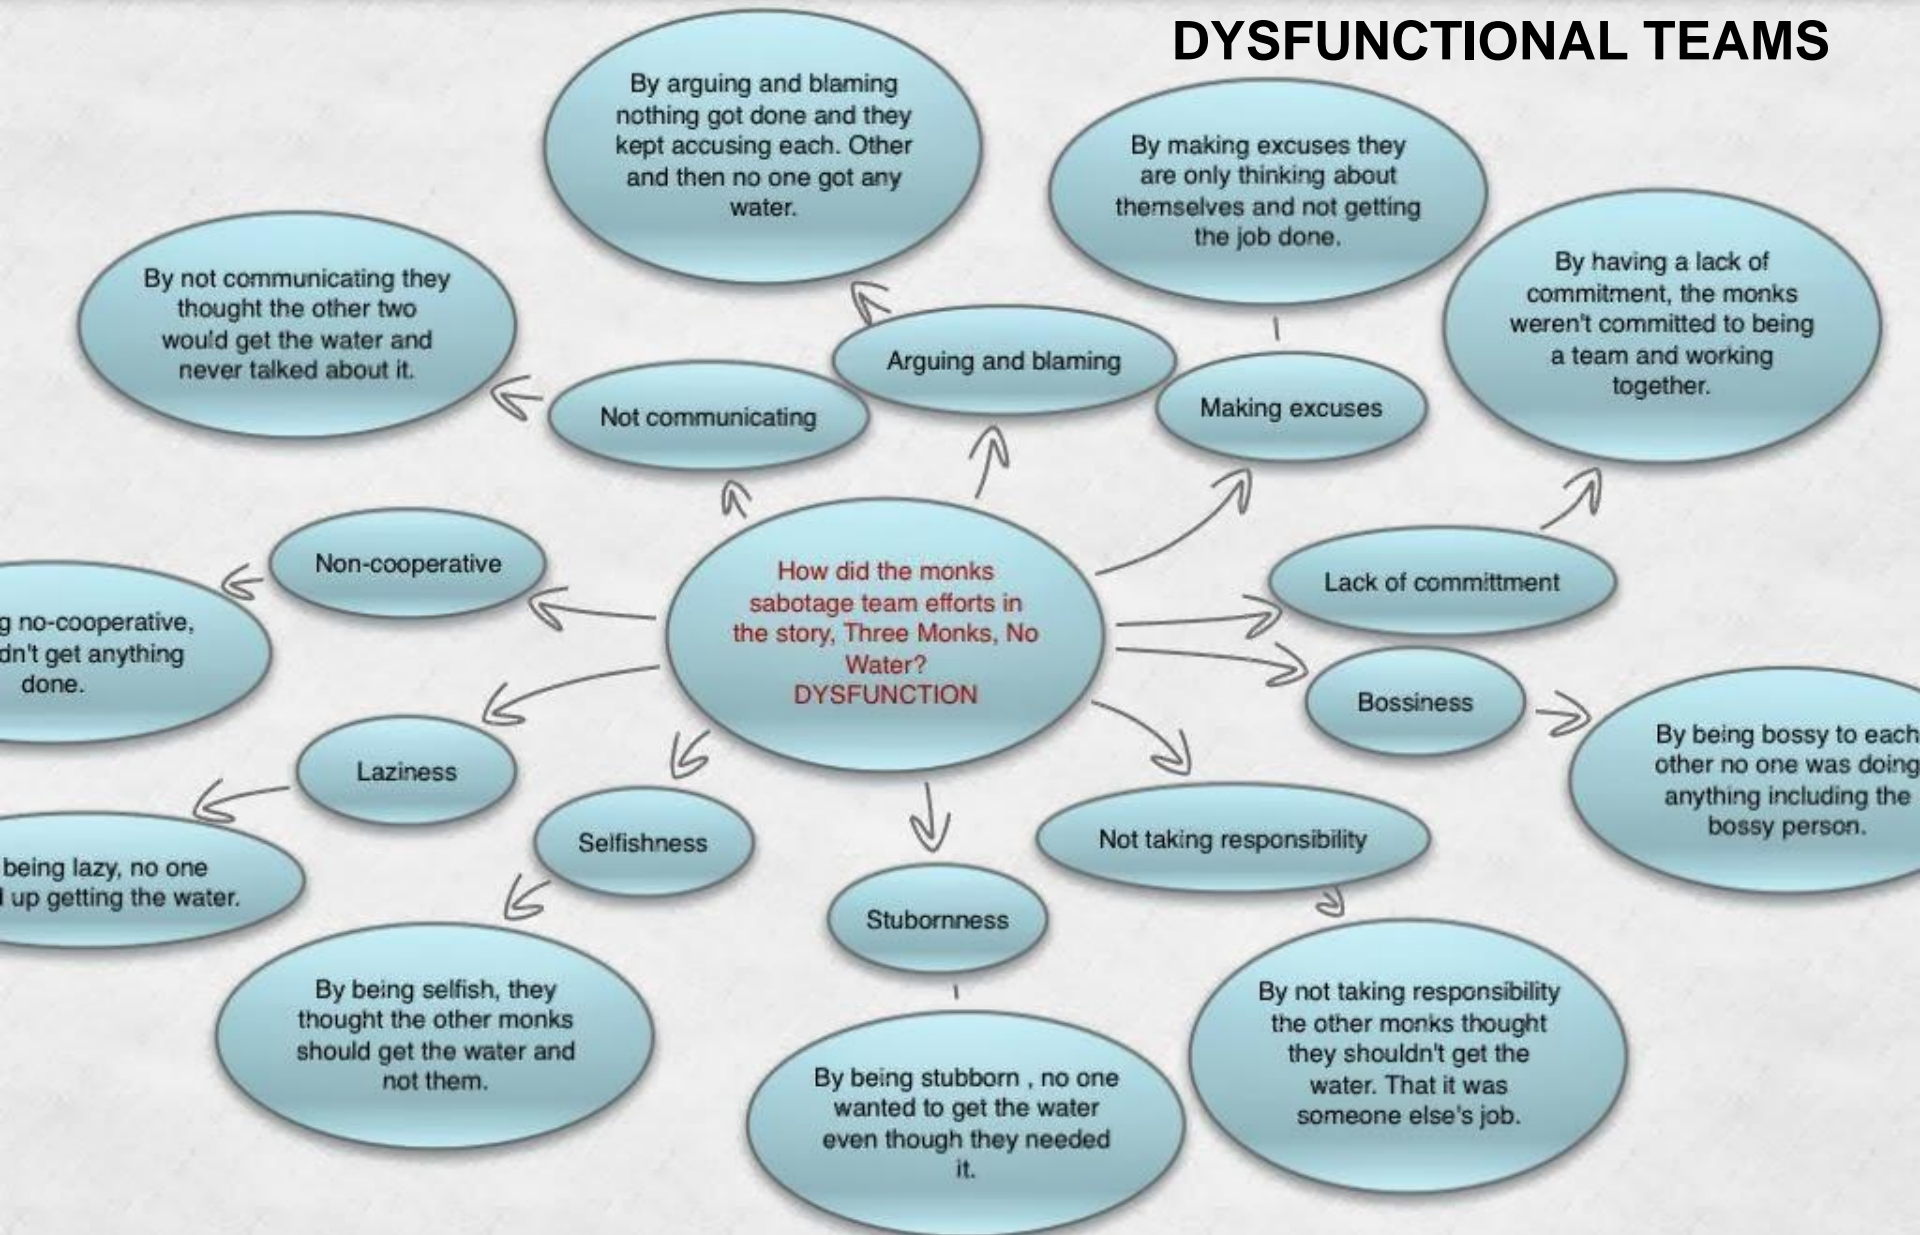 DYSFUNCTIONAL TEAMS
By arguing and blaming
nothing got done and they
kept accusing each. Other
and then no one got any
water.
By making excuses they
are only thinking about
themselves and not getting
the job done.
By having a lack of
commitment, the monks
weren't committed to being
a team and working
together.
By not communicating they
thought the other two
would get the water and
never talked about it.
Arguing and blaming
Making excuses
Not communicating
Non-cooperative
How did the monks
sabotage team efforts in
the story, Three Monks, No
Water?
DYSFUNCTION
Lack of committment
no-cooperative,
get anything
done.
Bossiness
By being bossy to each
other no one was doing
anything including the
bossy person.
Laziness
Selfishness
Not taking responsibility
being lazy, no one
up getting the water.
Stubornness
By being selfish, they
thought the other monks
should get the water and
not them.
By being stubborn , no one
wanted to get the water
even though they needed
it.
By not taking responsibility
the other monks thought
they shouldn't get the
water. That it was
someone else's job.